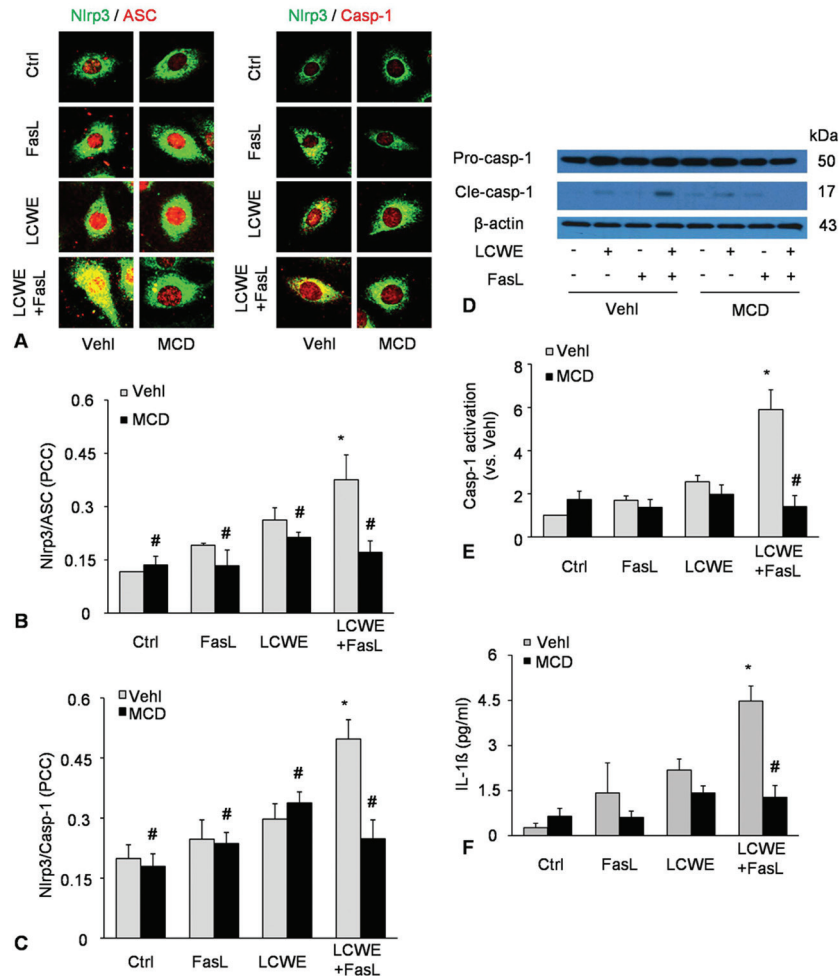 Nlrp3 / ASC
Nlrp3 / Casp-1
Ctrl
FasL
LCWE
LCWE
+FasL
Vehl
MCD
A
Ctrl
FasL
LCWE
LCWE
+FasL
Vehl
MCD
kDa
Pro-casp-1
50
Cle-casp-1
17
β-actin
43
LCWE - + - + - + - +
FasL - - + + - - + +
D
Vehl
MCD
Vehl
MCD
Nlrp3/ASC (PCC)
0.6
0.45
0.3
0.15
0
# # # * #
B
Ctrl
FasL
LCWE
LCWE
+FasL
Vehl
MCD
Casp-1 activation
(vs. Vehl)
8
6
4
2
0
* #
E
Ctrl
FasL
LCWE
LCWE
+FasL
Vehl
MCD
Nlrp3/Casp-1 (PCC)
0.6
0.45
0.3
0.15
0
# # # * #
C
Ctrl
FasL
LCWE
LCWE
+FasL
Vehl
MCD
IL-1ß (pg/ml)
6
4.5
3
1.5
0
* #
F
Ctrl
FasL
LCWE
LCWE
+FasL